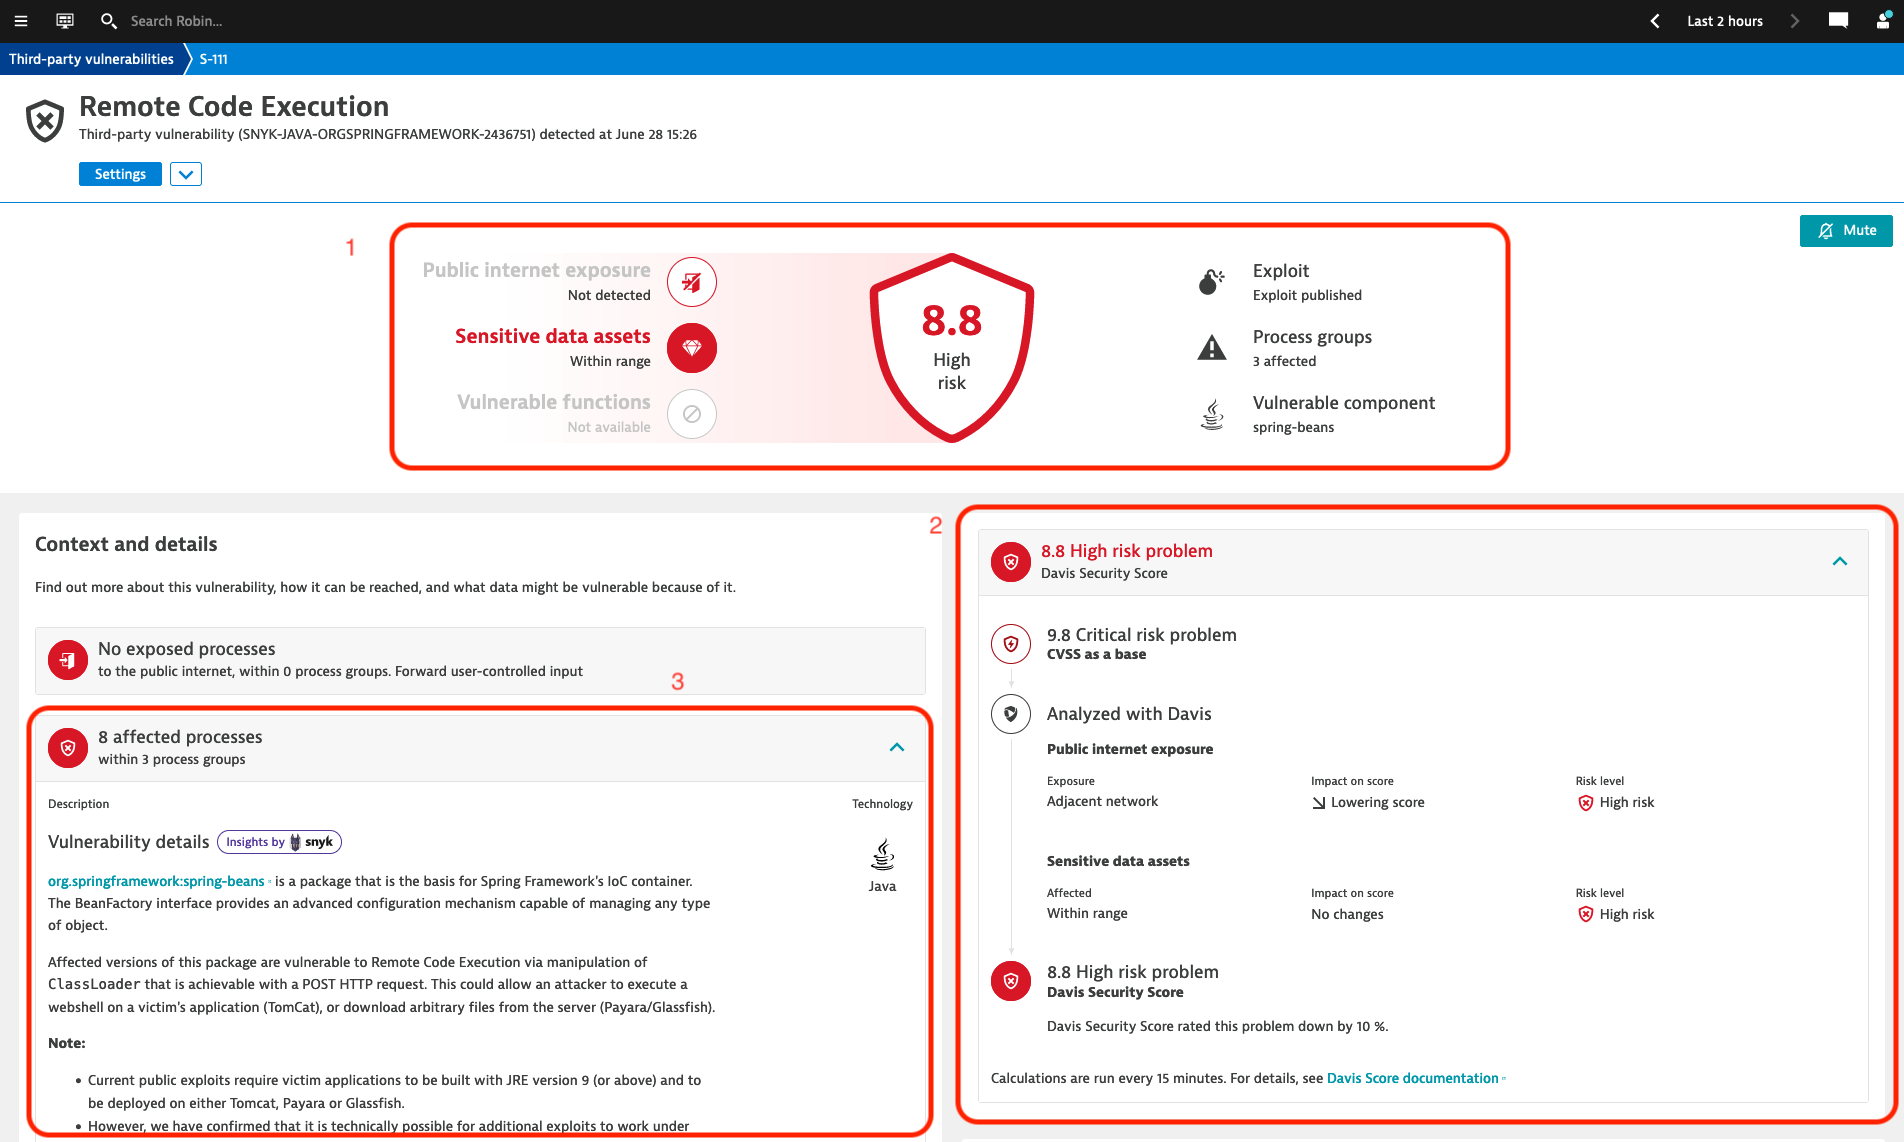 Search Robin...
Last 2 hours
Third-party vulnerabilities
S-111
Remote Code Execution
Third-party vulnerability (SNYK-JAVA-ORGSPRINGFRAMEWORK-2436751) detected at June 28 15:26
Settings
Mute
1
Public internet exposure
Not detected
Sensitive data assets
Within range
Vulnerable functions
Not available
8.8
High
risk
Exploit
Exploit published
Process groups
3 affected
Vulnerable component
spring-beans
Context and details
Find out more about this vulnerability, how it can be reached, and what data might be vulnerable because of it.
No exposed processes
to the public internet, within 0 process groups. Forward user-controlled input
3
8 affected processes
within 3 process groups
Description
Technology
Vulnerability details
Insights by snyk
Java
org.springframework:spring-beans is a package that is the basis for Spring Framework's IoC container.
The BeanFactory interface provides an advanced configuration mechanism capable of managing any type
of object.
Affected versions of this package are vulnerable to Remote Code Execution via manipulation of
ClassLoader that is achievable with a POST HTTP request. This could allow an attacker to execute a
webshell on a victim's application (TomCat), or download arbitrary files from the server (Payara/Glassfish).
Note:
• Current public exploits require victim applications to be built with JRE version 9 (or above) and to
be deployed on either Tomcat, Payara or Glassfish.
• However, we have confirmed that it is technically possible for additional exploits to work under
2
8.8 High risk problem
Davis Security Score
9.8 Critical risk problem
CVSS as a base
Analyzed with Davis
Public internet exposure
Exposure
Impact on score
Risk level
Adjacent network
Lowering score
High risk
Sensitive data assets
Affected
Impact on score
Risk level
Within range
No changes
High risk
8.8 High risk problem
Davis Security Score
Davis Security Score rated this problem down by 10 %.
Calculations are run every 15 minutes. For details, see Davis Score documentation